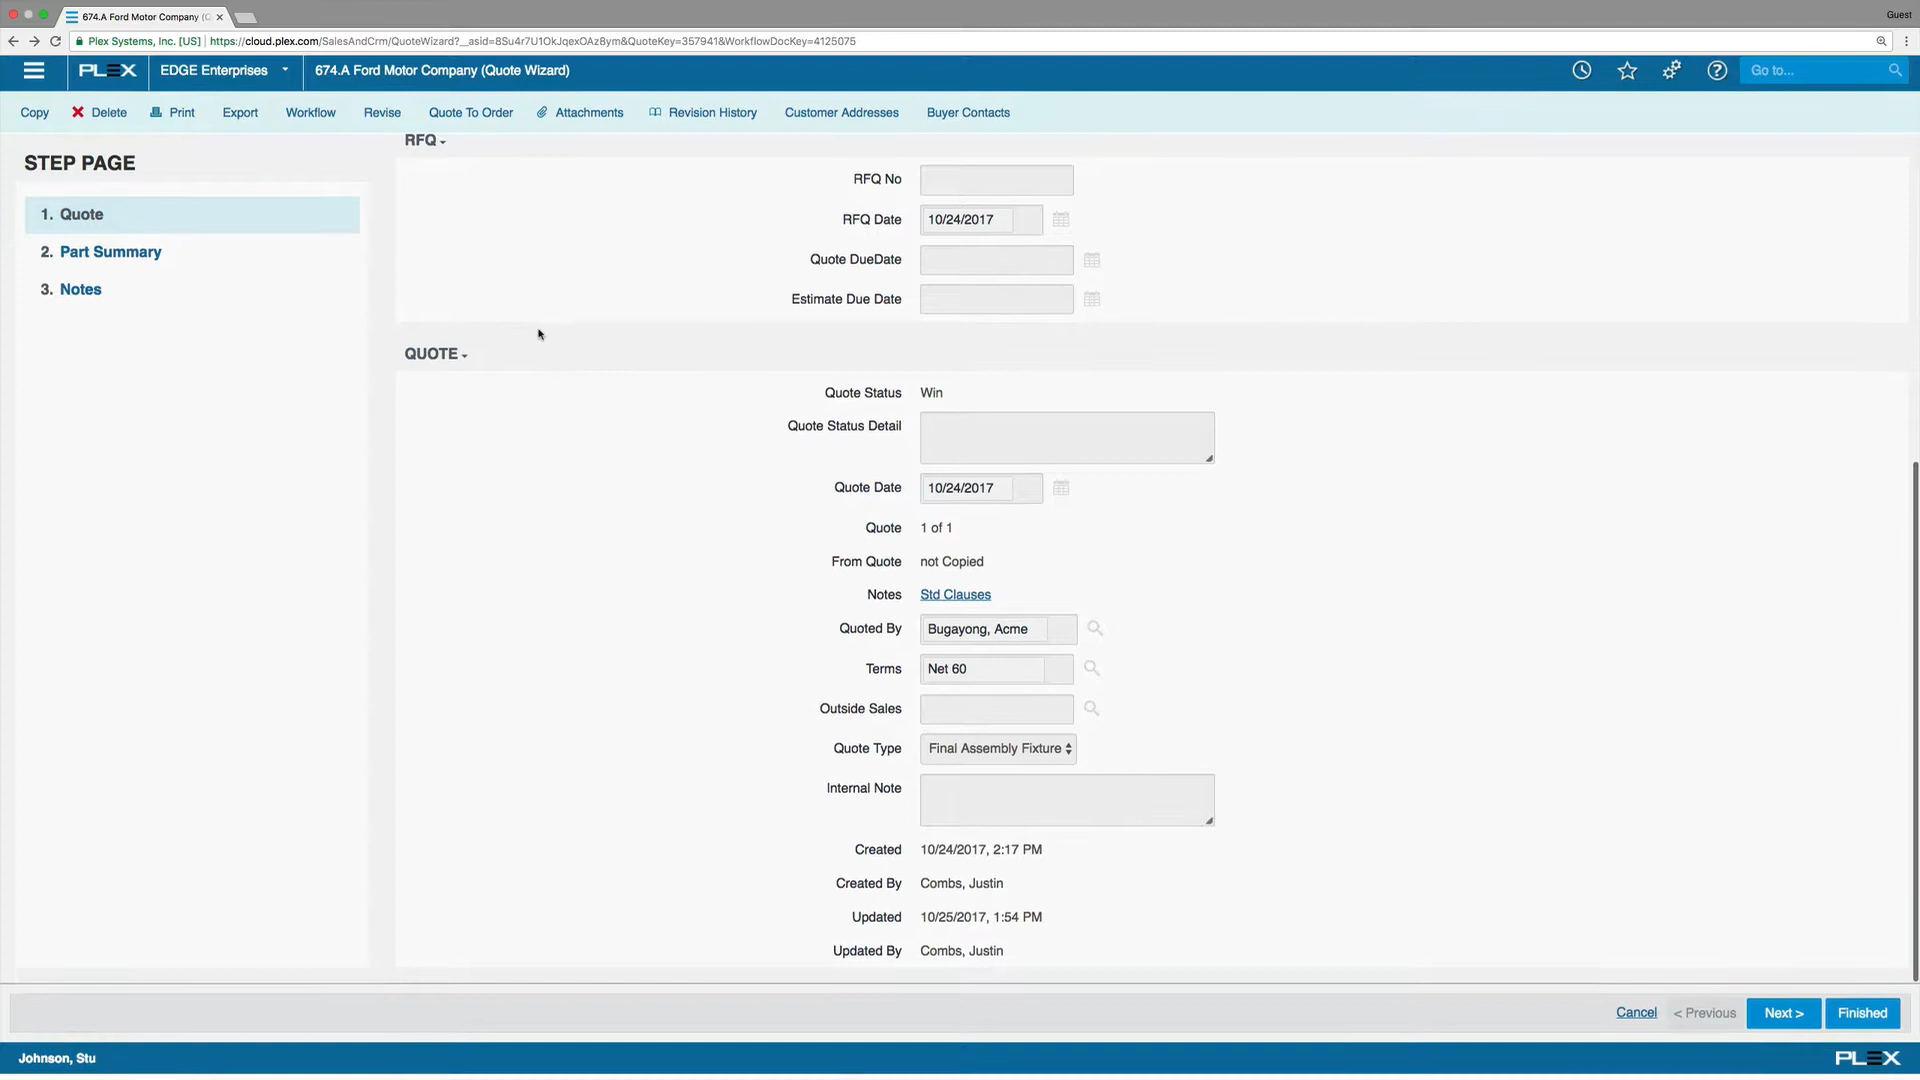 674.A Ford Motor Company (Q
Guest
Plex Systems, Inc. [US] | https://cloud.plex.com/SalesAndCrm/QuoteWizard?__asid=8Su4r7U1OkJqexOAz8ym&QuoteKey=357941&WorkflowDocKey=4125075
PLEX EDGE Enterprises 674.A Ford Motor Company (Quote Wizard) Go to...
Copy Delete Print Export Workflow Revise Quote To Order Attachments Revision History Customer Addresses Buyer Contacts
STEP PAGE
1. Quote
2. Part Summary
3. Notes
RFQ
RFQ No
RFQ Date 10/24/2017
Quote DueDate
Estimate Due Date
QUOTE
Quote Status Win
Quote Status Detail
Quote Date 10/24/2017
Quote 1 of 1
From Quote not Copied
Notes Std Clauses
Quoted By Bugayong, Acme
Terms Net 60
Outside Sales
Quote Type Final Assembly Fixture
Internal Note
Created 10/24/2017, 2:17 PM
Created By Combs, Justin
Updated 10/25/2017, 1:54 PM
Updated By Combs, Justin
Cancel < Previous Next > Finished
Johnson, Stu PLEX